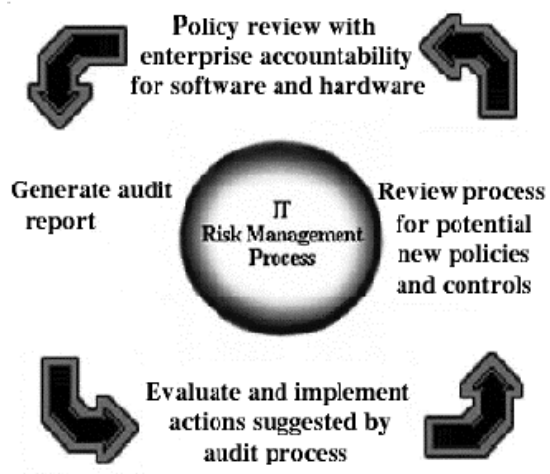 Policy review with
enterprise accountability
for software and hardware
Generate audit
report
IT
Risk Management
Process
Review process
for potential
new policies
and controls
Evaluate and implement
actions suggested by
audit process